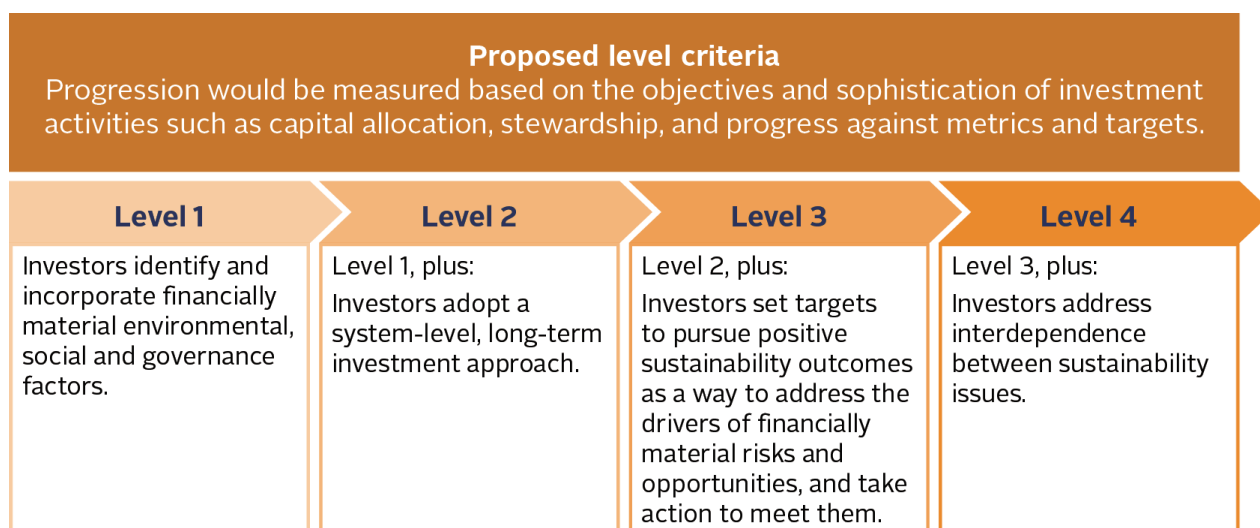 Proposed level criteria
Progression would be measured based on the objectives and sophistication of investment
activities such as capital allocation, stewardship, and progress against metrics and targets.
Level 1
Investors identify and
incorporate financially
material environmental,
social and governance
factors.
Level 2
Level 1, plus:
Investors adopt a
system-level, long-term
investment approach.
Level 3
Level 2, plus:
Investors set targets
to pursue positive
sustainability outcomes
as a way to address the
drivers of financially
material risks and
opportunities, and take
action to meet them.
Level 4
Level 3, plus:
Investors address
interdependence
between sustainability
issues.